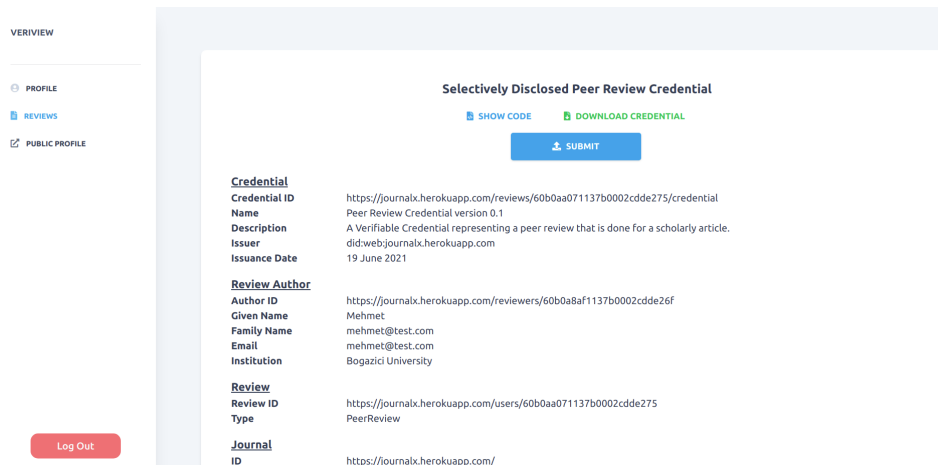 VERIVIEW
PROFILE
REVIEWS
PUBLIC PROFILE
Log Out
Selectively Disclosed Peer Review Credential
SHOW CODE DOWNLOAD CREDENTIAL
SUBMIT
Credential
Credential ID https://journalx.herokuapp.com/reviews/60b0aa071137b0002cdde275/credential
Name Peer Review Credential version 0.1
Description A Verifiable Credential representing a peer review that is done for a scholarly article.
Issuer did:web:journalx.herokuapp.com
Issuance Date 19 June 2021
Review Author
Author ID https://journalx.herokuapp.com/reviewers/60b0a8af1137b0002cdde26f
Given Name Mehmet
Family Name mehmet@test.com
Email mehmet@test.com
Institution Bogazici University
Review
Review ID https://journalx.herokuapp.com/users/60b0aa071137b0002cdde275
Type PeerReview
Journal
ID https://journalx.herokuapp.com/